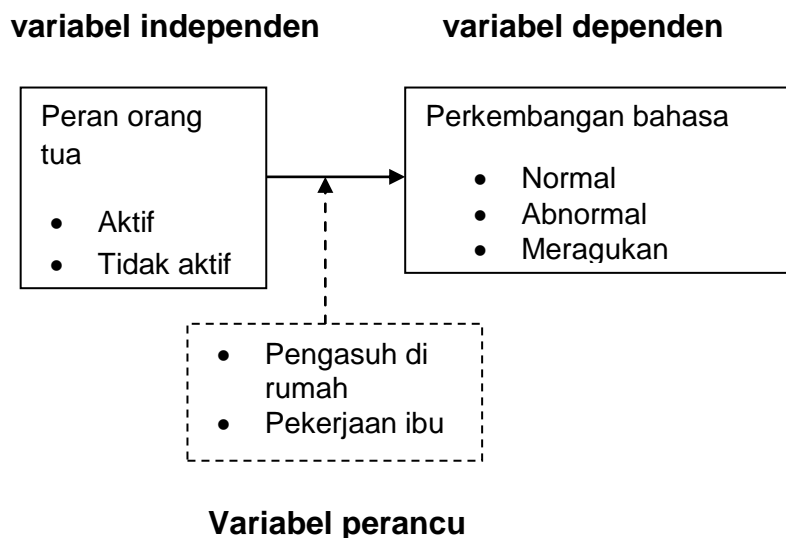 variabel independen
variabel dependen
Peran orang
tua
• Aktif
• Tidak aktif
Perkembangan bahasa
• Normal
• Abnormal
• Meragukan
• Pengasuh di
rumah
• Pekerjaan ibu
Variabel perancu